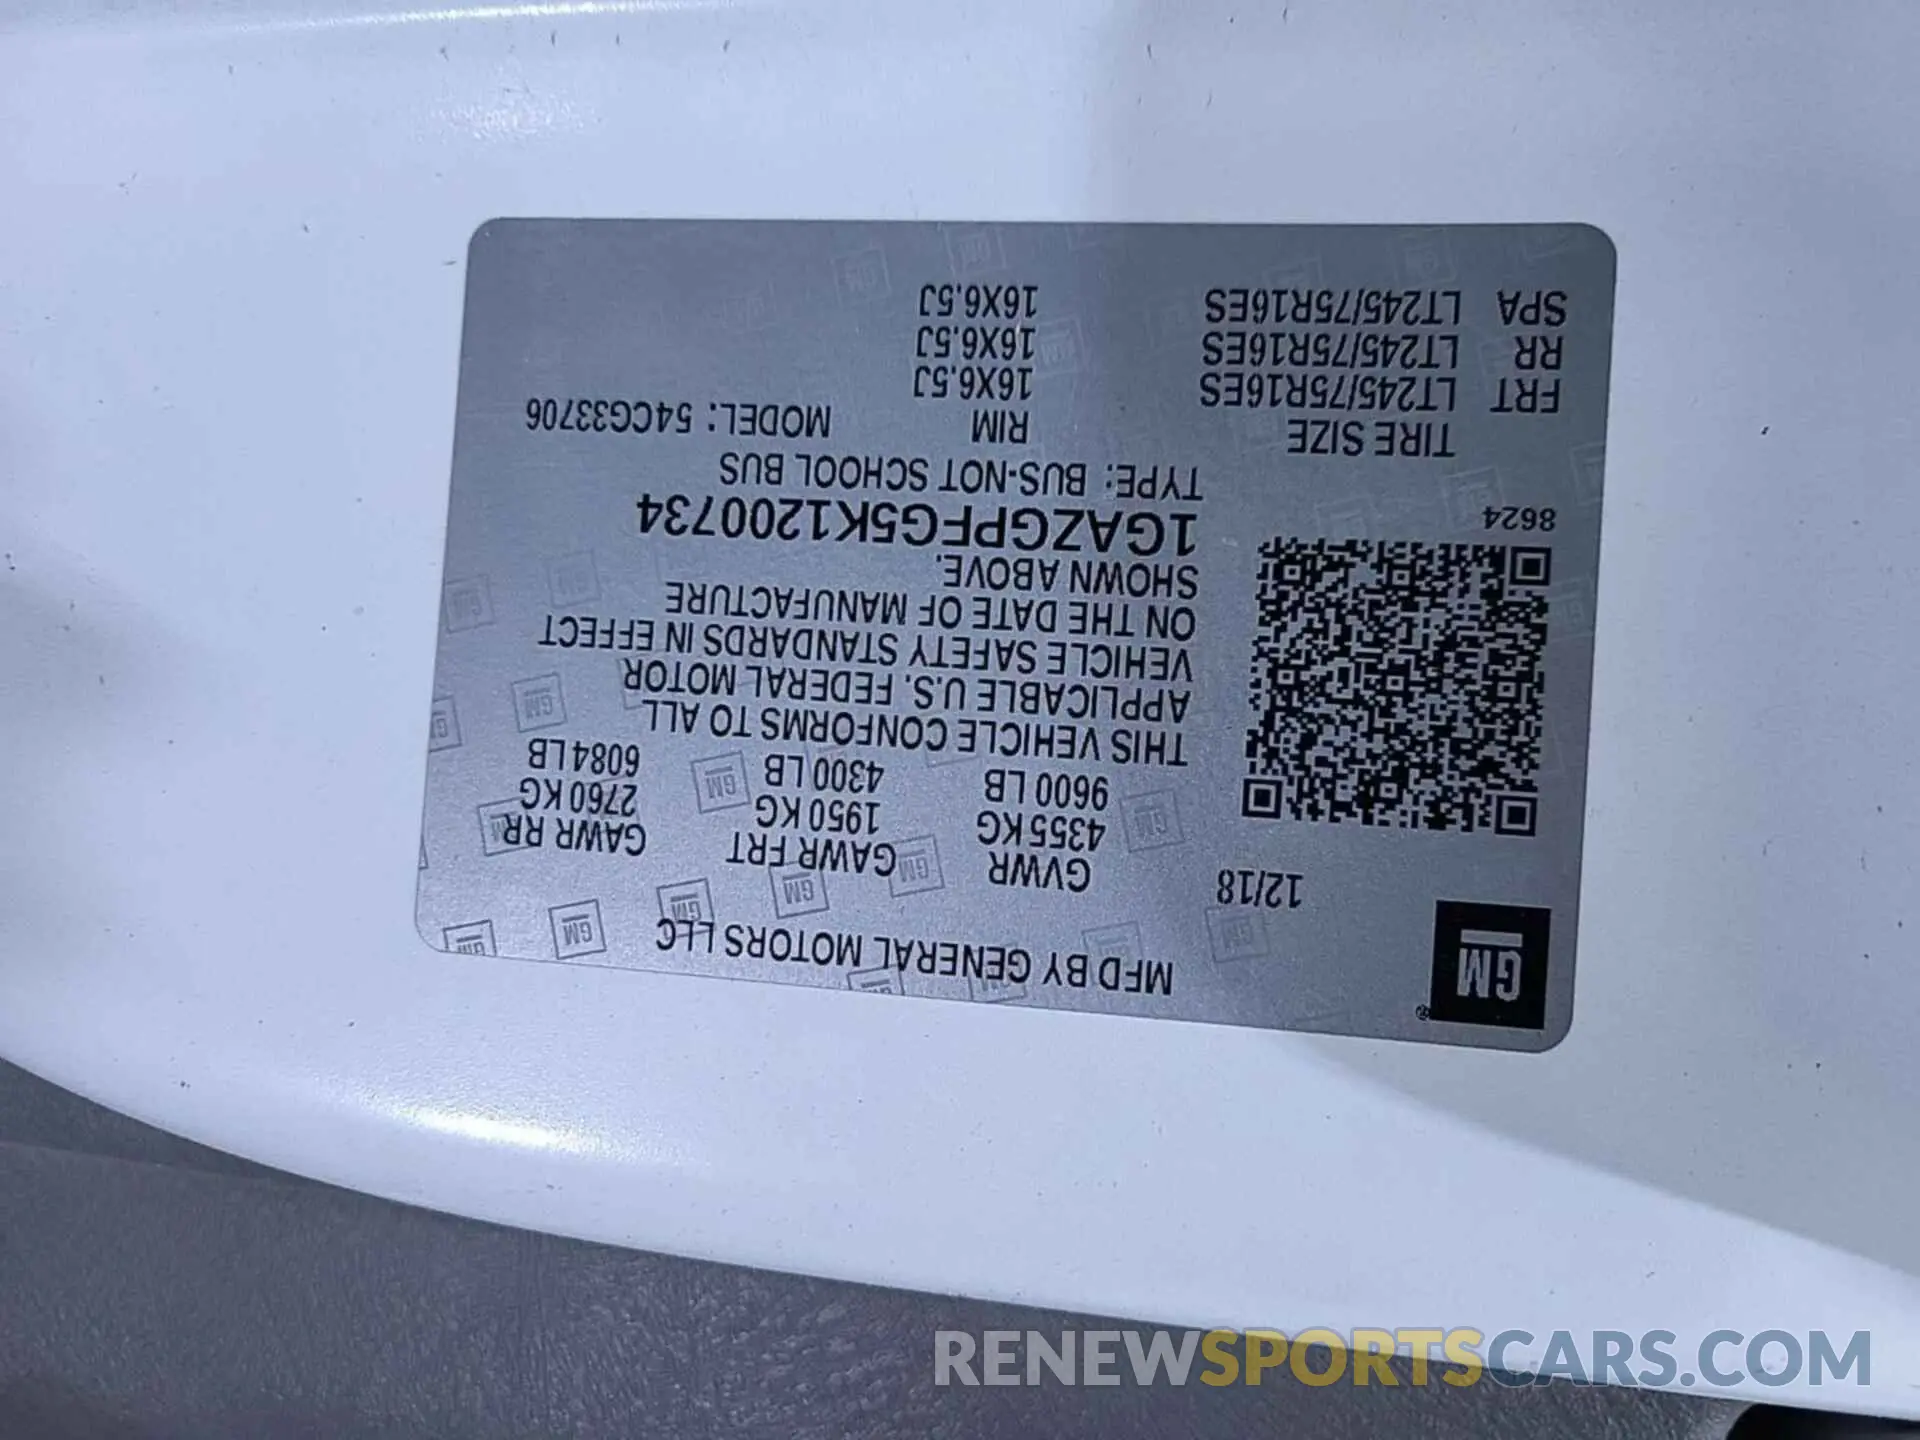 GM®
MFD BY GENERAL MOTORS LLC
12/18
GVWR GAWR FRT GAWR RR
4355 KG 1950 KG 2760 KG
9600 LB 4300 LB 6084 LB
THIS VEHICLE CONFORMS TO ALL
APPLICABLE U.S. FEDERAL MOTOR
VEHICLE SAFETY STANDARDS IN EFFECT
ON THE DATE OF MANUFACTURE
SHOWN ABOVE.
1GAZGPFG5K1200734
8624
TYPE: BUS-NOT SCHOOL BUS
TIRE SIZE RIM MODEL: 54CG33706
FRT LT245/75R16ES 16X6.5J
RR LT245/75R16ES 16X6.5J
SPA LT245/75R16ES 16X6.5J
RENEWSPORTSCARS.COM